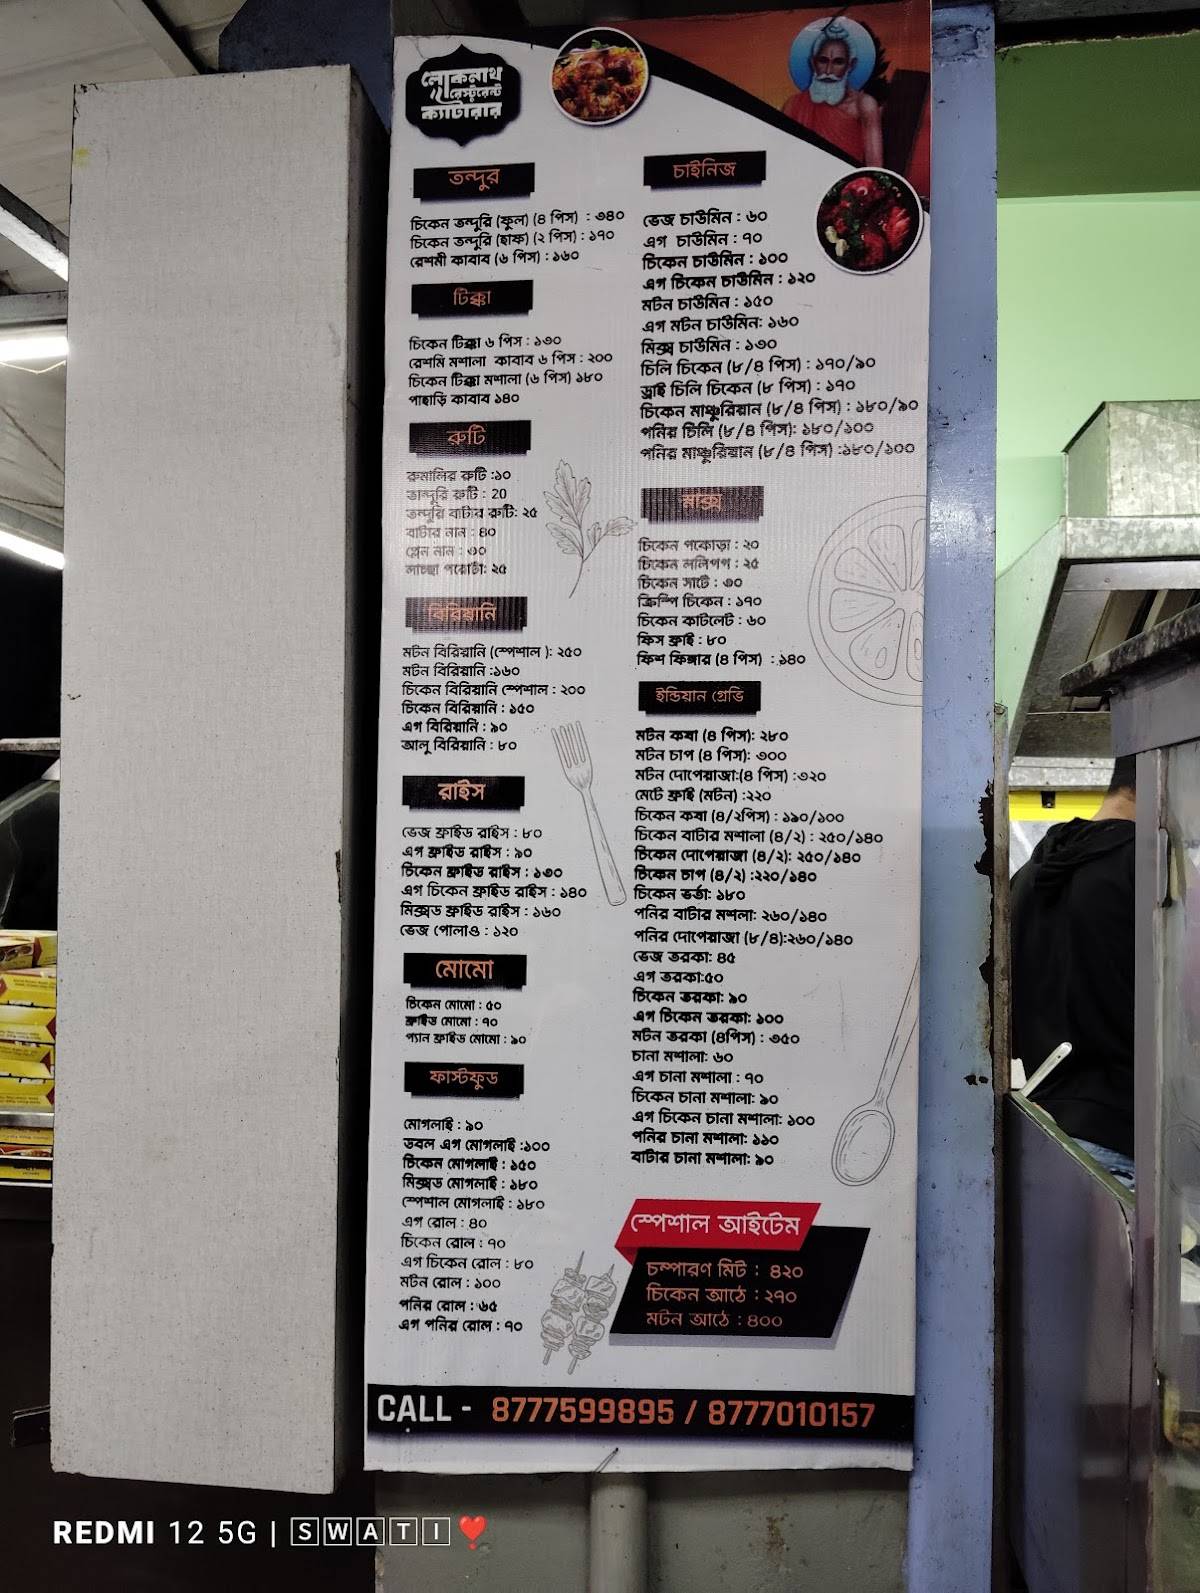 লোকনাথ
রেস্টুরেন্ট
ক্যাটারার
তন্দুর
চিকেন তন্দুরি (ফুল) (৪ পিস) : ৩৪০
চিকেন তন্দুরি (হাফ) (২ পিস) : ১৭০
রেশমী কাবাব (৬ পিস) : ১৬০
টিক্কা
চিকেন টিক্কা ৬ পিস : ১৩০
রেশমি মশালা কাবাব ৬ পিস : ২০০
চিকেন টিক্কা মশালা (৬ পিস) ১৮০
পাহাড়ি কাবাব ১৪০
রুটি
রুমালির রুটি :১০
তান্দুরি রুটি : 20
তন্দুরি বাটার রুটি: ২৫
বাটার নান : ৪০
প্লেন নান : ৩০
লাচ্ছা পরোটা: ২৫
বিরিয়ানি
মটন বিরিয়ানি (স্পেশাল ): ২৫০
মটন বিরিয়ানি :১৬০
চিকেন বিরিয়ানি স্পেশাল : ২০০
চিকেন বিরিয়ানি : ১৫০
এগ বিরিয়ানি : ৯০
আলু বিরিয়ানি : ৮০
রাইস
ভেজ ফ্রাইড রাইস : ৮০
এগ ফ্রাইড রাইস : ৯০
চিকেন ফ্রাইড রাইস : ১৩০
এগ চিকেন ফ্রাইড রাইস : ১৪০
মিক্সড ফ্রাইড রাইস : ১৬০
ভেজ পোলাও : ১২০
মোমো
চিকেন মোমো : ৫০
ফ্রাইড মোমো : ৭০
প্যান ফ্রাইড মোমো : ৯০
ফাস্টফুড
মোগলাই : ৯০
ডবল এগ মোগলাই :১০০
চিকেন মোগলাই : ১৫০
মিক্সড মোগলাই : ১৮০
স্পেশাল মোগলাই : ১৮০
এগ রোল : ৪০
চিকেন রোল : ৭০
এগ চিকেন রোল : ৮০
মটন রোল : ১০০
পনির রোল : ৬৫
এগ পনির রোল : ৭০
চাইনিজ
ভেজ চাউমিন : ৬০
এগ চাউমিন : ৭০
চিকেন চাউমিন : ১০০
এগ চিকেন চাউমিন : ১২০
মটন চাউমিন : ১৫০
এগ মটন চাউমিন: ১৬০
মিক্স চাউমিন : ১৩০
চিলি চিকেন (৮/৪ পিস) : ১৭০/৯০
ড্রাই চিলি চিকেন (৮ পিস) : ১৭০
চিকেন মাঞ্চুরিয়ান (৮/৪ পিস) : ১৮০/৯০
পনির চিলি (৮/৪ পিস): ১৮০/১০০
পনির মাঞ্চুরিয়ান (৮/৪ পিস) :১৮০/১০০
স্নাক্স
চিকেন পকোড়া : ২০
চিকেন ললিপপ : ২৫
চিকেন সাটে : ৩০
ক্রিস্পি চিকেন : ১৭০
চিকেন কাটলেট : ৬০
ফিস ফ্রাই : ৮০
ফিশ ফিঙ্গার (৪ পিস) : ১৪০
ইন্ডিয়ান গ্রেভি
মটন কষা (৪ পিস): ২৮০
মটন চাপ (৪ পিস): ৩০০
মটন দোপেয়াজা:(৪ পিস) :৩২০
মেটে ফ্রাই (মটন) :২২০
চিকেন কষা (৪/২পিস) : ১৯০/১০০
চিকেন বাটার মশালা (৪/২) : ২৫০/১৪০
চিকেন দোপেয়াজা (৪/২): ২৫০/১৪০
চিকেন চাপ (৪/২) :২২০/১৪০
চিকেন ভর্তা: ১৮০
পনির বাটার মশলা: ২৬০/১৪০
পনির দোপেয়াজা (৮/৪):২৬০/১৪০
ভেজ তরকা: ৪৫
এগ তরকা:৫০
চিকেন তরকা: ৯০
এগ চিকেন তরকা: ১০০
মটন তরকা (৪পিস) : ৩৫০
চানা মশালা: ৬০
এগ চানা মশালা : ৭০
চিকেন চানা মশালা: ৯০
এগ চিকেন চানা মশালা: ১০০
পনির চানা মশালা: ১১০
বাটার চানা মশালা: ৯০
স্পেশাল আইটেম
চম্পারণ মিট : ৪২০
চিকেন আঠে : ২৭০
মটন আঠে : ৪০০
CALL - 8777599895 / 8777010157
REDMI 12 5G | SWATI❤️